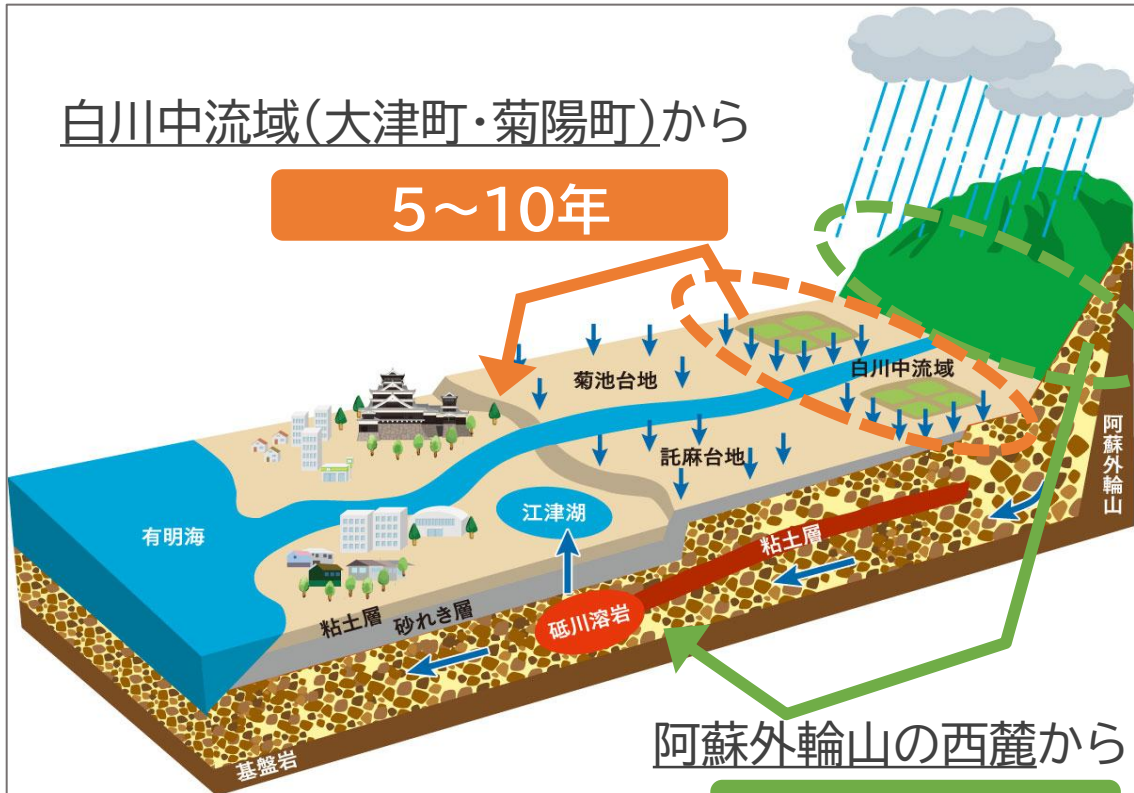 白川中流域(大津町・菊陽町)から
5～10年
菊池台地
白川中流域
託麻台地
阿蘇外輪山
江津湖
有明海
粘土層
砥川溶岩
粘土層
砂れき層
基盤岩
阿蘇外輪山の西麓から